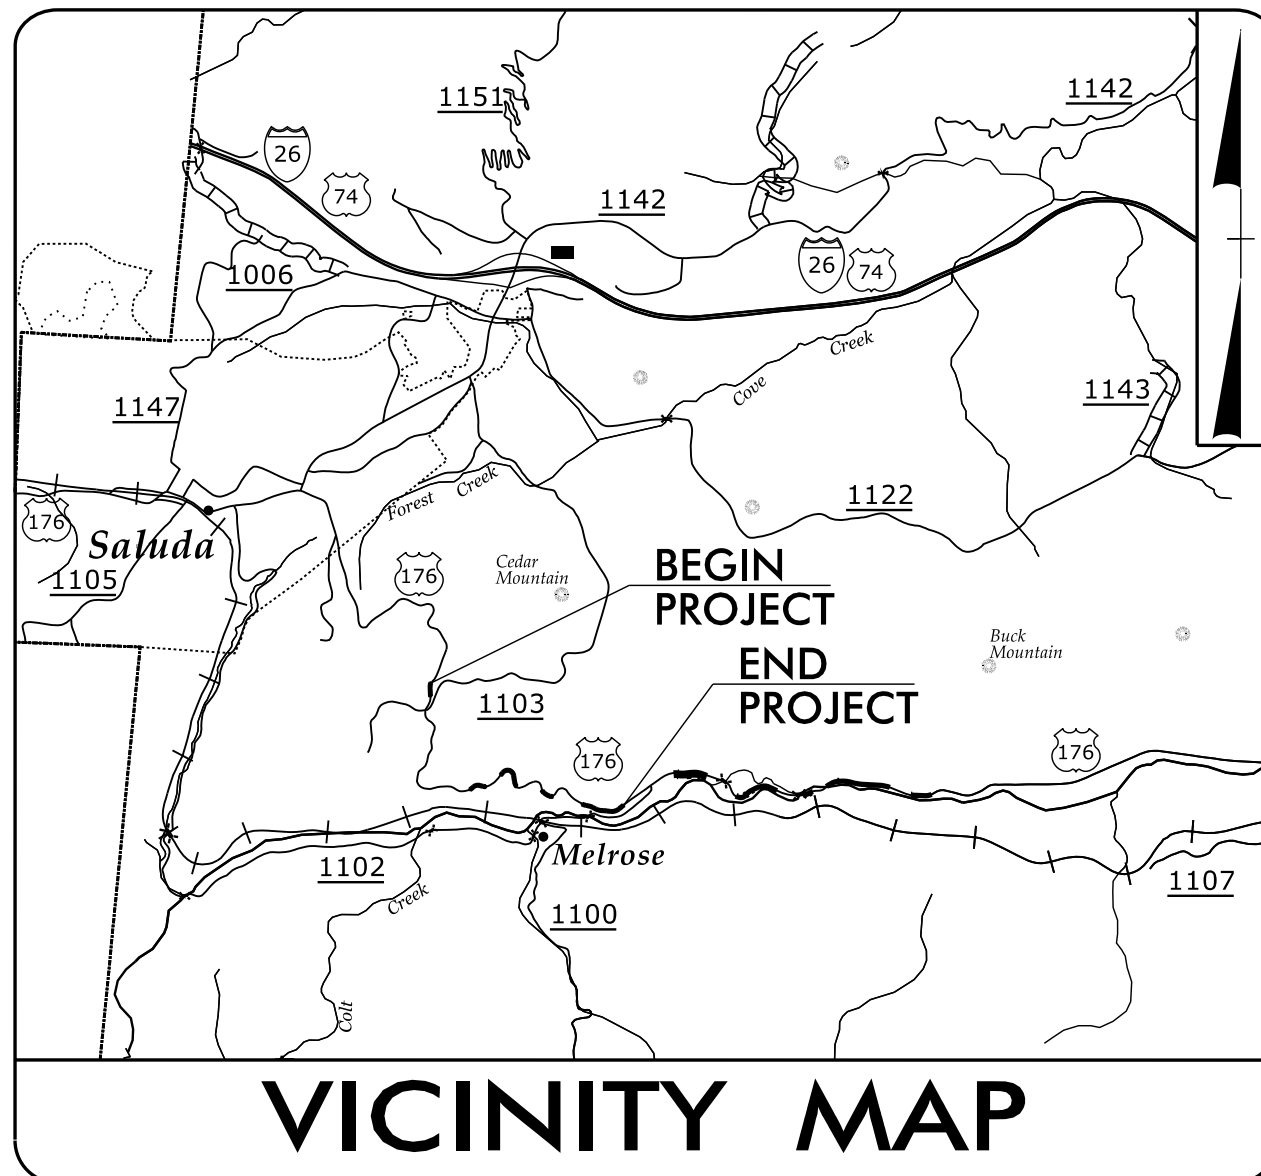 1151
1142
26
74
1142
1006
26
74
Creek
Cove
1147
1143
Forest Creek
1122
176
Saluda
1105
176
Cedar
Mountain
BEGIN
PROJECT
Buck
Mountain
END
PROJECT
1103
176
176
Melrose
1102
1107
Creek
1100
Colt
VICINITY MAP